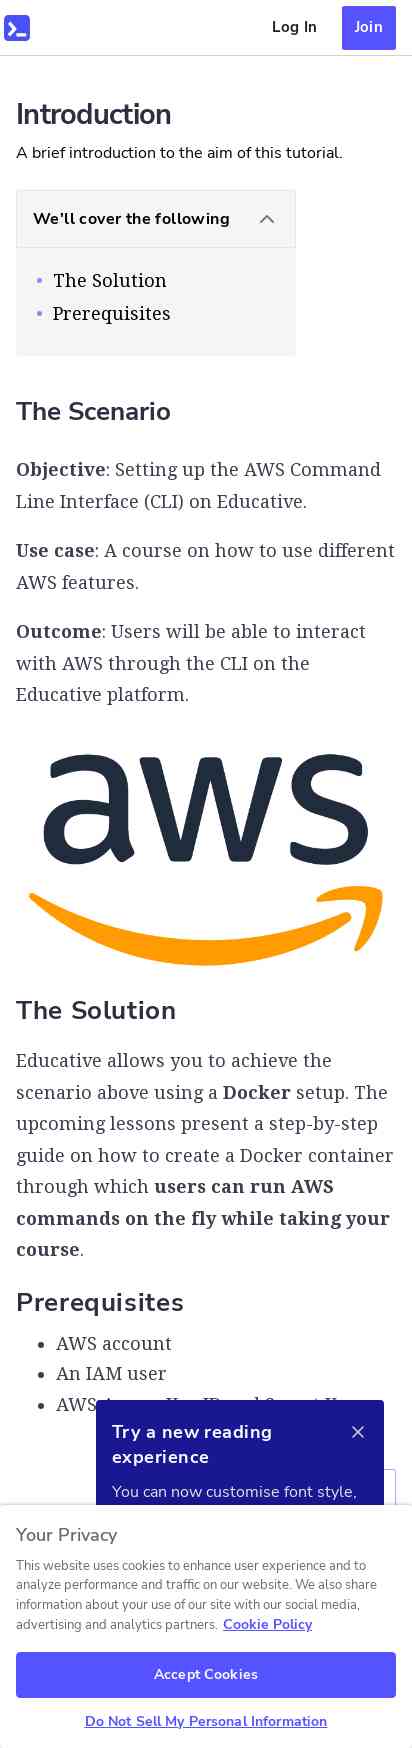 Log In
Join
Introduction
A brief introduction to the aim of this tutorial.
We'll cover the following
The Solution
Prerequisites
The Scenario
Objective: Setting up the AWS Command
Line Interface (CLI) on Educative.
Use case: A course on how to use different
AWS features.
Outcome: Users will be able to interact
with AWS through the CLI on the
Educative platform.
aws
The Solution
Educative allows you to achieve the
scenario above using a Docker setup. The
upcoming lessons present a step-by-step
guide on how to create a Docker container
through which users can run AWS
commands on the fly while taking your
course.
Prerequisites
AWS account
An IAM user
AWS
Try a new reading
experience
You can now customise font style,
Your Privacy
This website uses cookies to enhance user experience and to
analyze performance and traffic on our website. We also share
information about your use of our site with our social media,
advertising and analytics partners. Cookie Policy
Accept Cookies
Do Not Sell My Personal Information